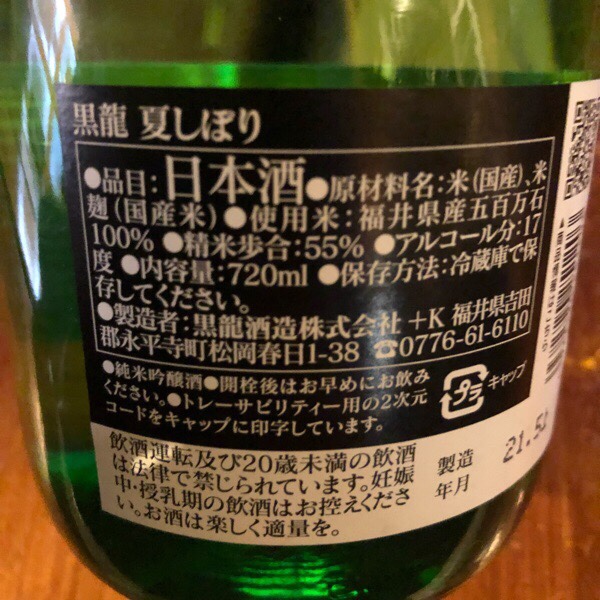 黒龍 夏しぼり
●品目:日本酒●原材料名:米(国産)、米
麹(国産米)●使用米:福井県産五百万石
100% ●精米歩合:55% ●アルコール分:17
度 ●内容量:720ml ●保存方法:冷蔵庫で保
存してください。
●製造者:黒龍酒造株式会社 +K 福井県吉田
郡永平寺町松岡春日1-38 ☎0776-61-6110
●純米吟醸酒●開栓後はお早めにお飲み
ください。●トレーサビリティー用の2次元
コードをキャップに印字しています。
プラ
キャップ
飲酒運転及び20歳未満の飲酒
は法律で禁じられています。妊娠
中・授乳期の飲酒はお控えくださ
い。お酒は楽しく適量を。
製造
年月
21.5